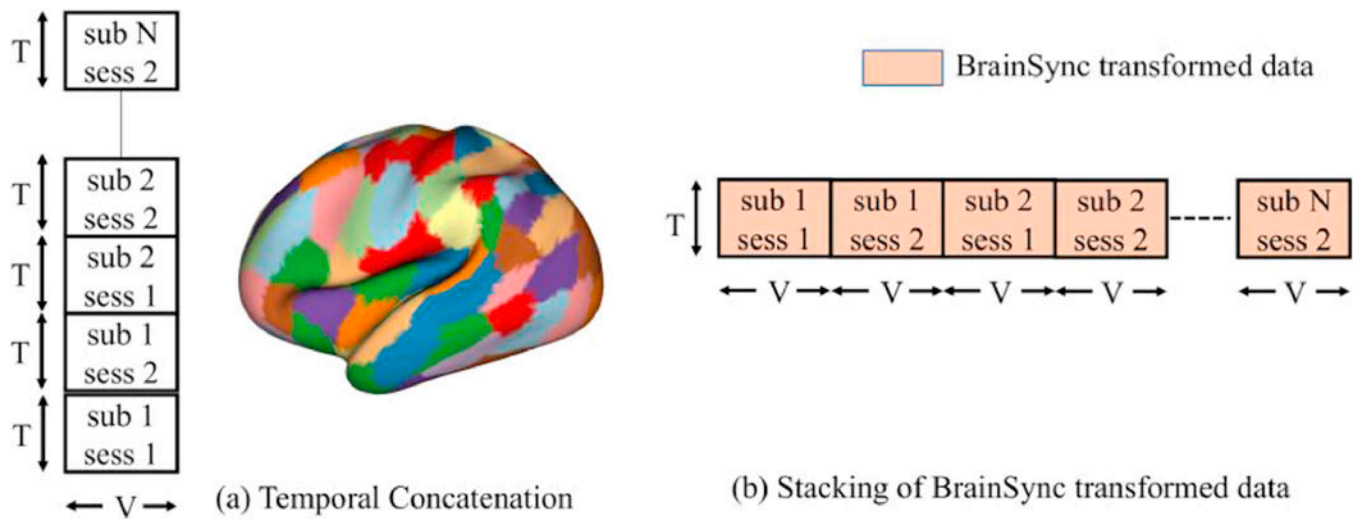 T
sub N
sess 2
T
sub 2
sess 2
T
sub 2
sess 1
T
sub 1
sess 2
T
sub 1
sess 1
V
(a) Temporal Concatenation
BrainSync transformed data
T
sub 1
sess 1
sub 1
sess 2
sub 2
sess 1
sub 2
sess 2
sub N
sess 2
V
V
V
V
V
(b) Stacking of BrainSync transformed data